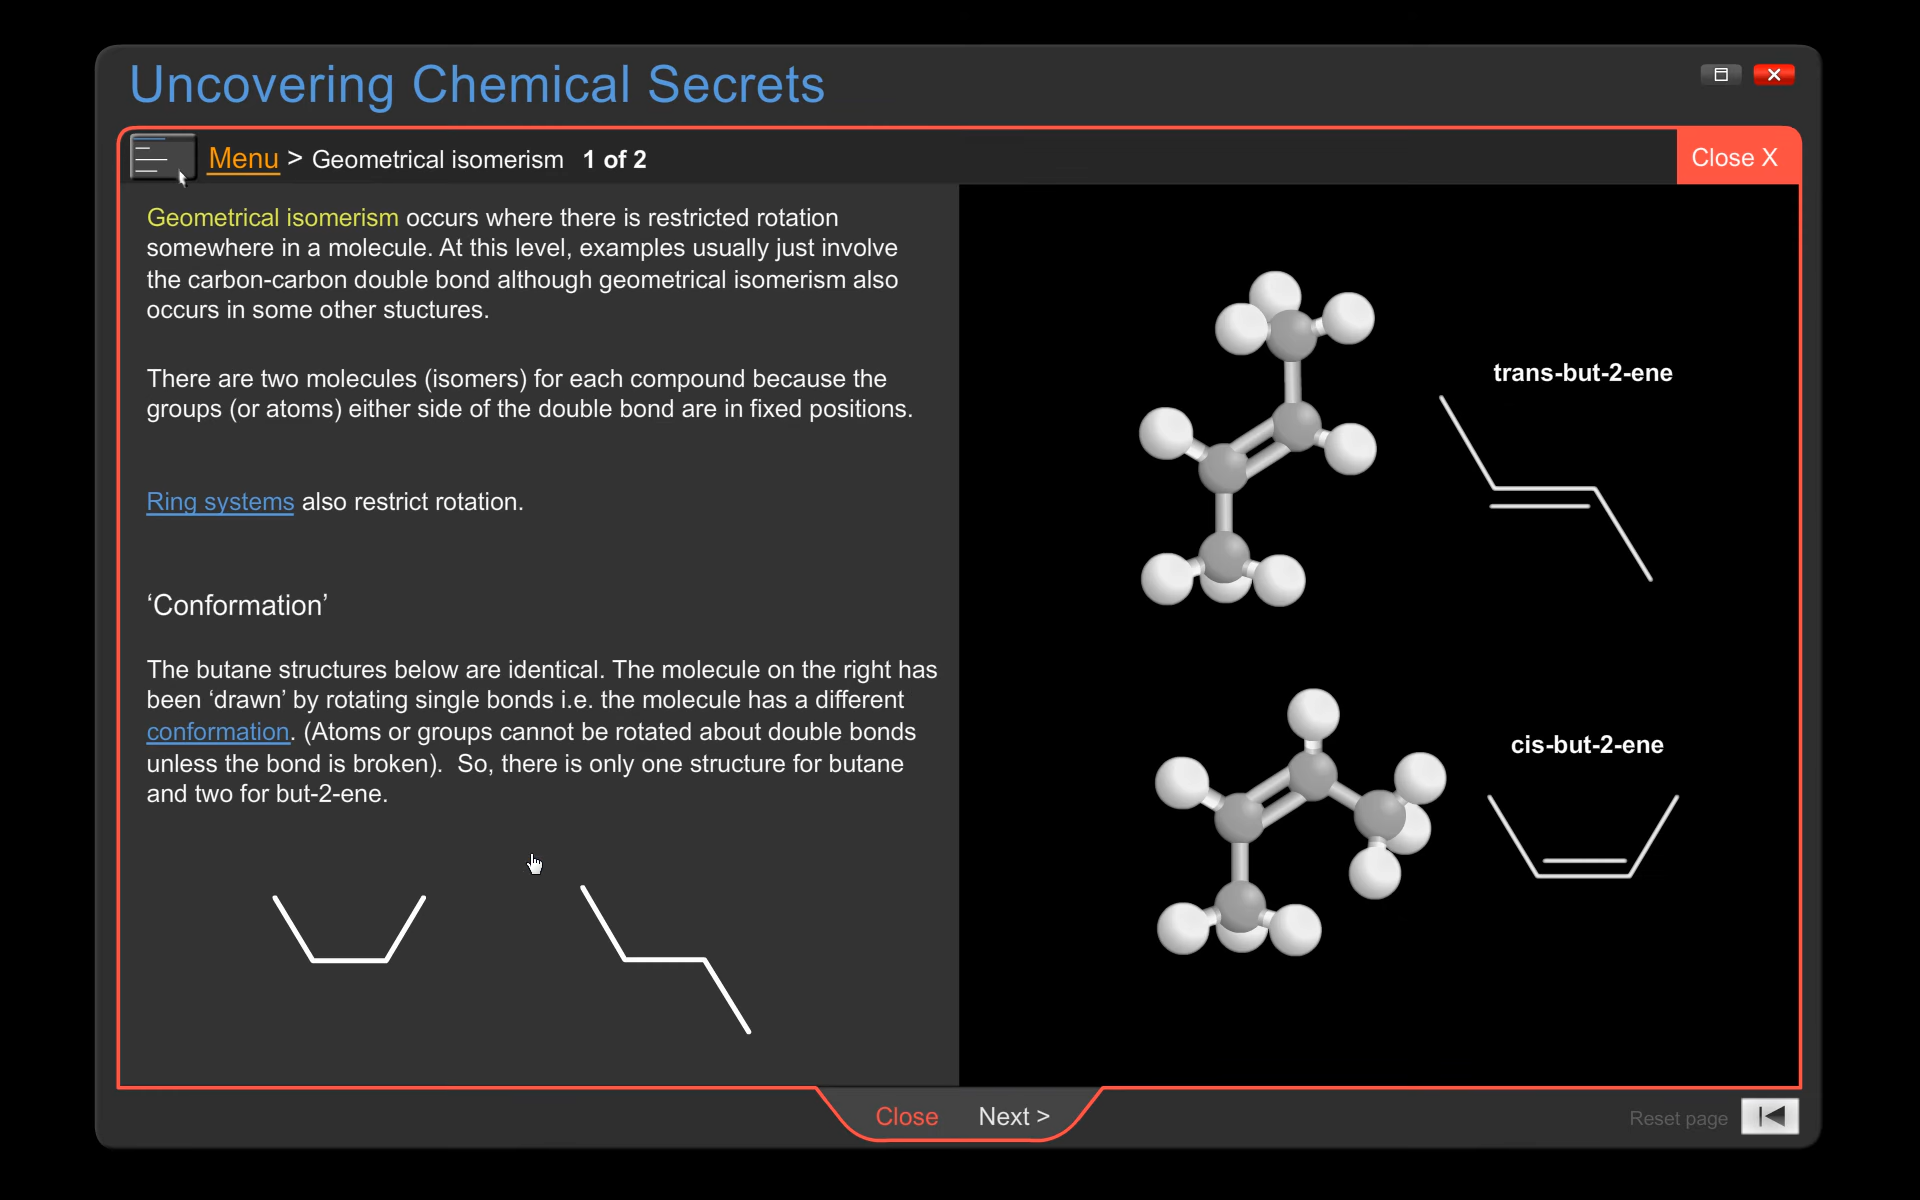 Uncovering Chemical Secrets
Menu > Geometrical isomerism 1 of 2
Close X
Geometrical isomerism occurs where there is restricted rotation
somewhere in a molecule. At this level, examples usually just involve
the carbon-carbon double bond although geometrical isomerism also
occurs in some other stuctures.
There are two molecules (isomers) for each compound because the
groups (or atoms) either side of the double bond are in fixed positions.
Ring systems also restrict rotation.
‘Conformation’
The butane structures below are identical. The molecule on the right has
been ‘drawn’ by rotating single bonds i.e. the molecule has a different
conformation. (Atoms or groups cannot be rotated about double bonds
unless the bond is broken).  So, there is only one structure for butane
and two for but-2-ene.
trans-but-2-ene
cis-but-2-ene
Close
Next >
Reset page